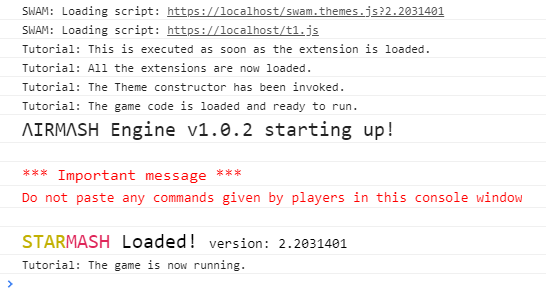 SWAM: Loading script: https://localhost/swam.themes.js?2.2031401
SWAM: Loading script: https://localhost/t1.js
Tutorial: This is executed as soon as the extension is loaded.
Tutorial: All the extensions are now loaded.
Tutorial: The Theme constructor has been invoked.
Tutorial: The game code is loaded and ready to run.
ΛIRMΛSH Engine v1.0.2 starting up!
*** Important message ***
Do not paste any commands given by players in this console window
STARMASH Loaded! version: 2.2031401
Tutorial: The game is now running.